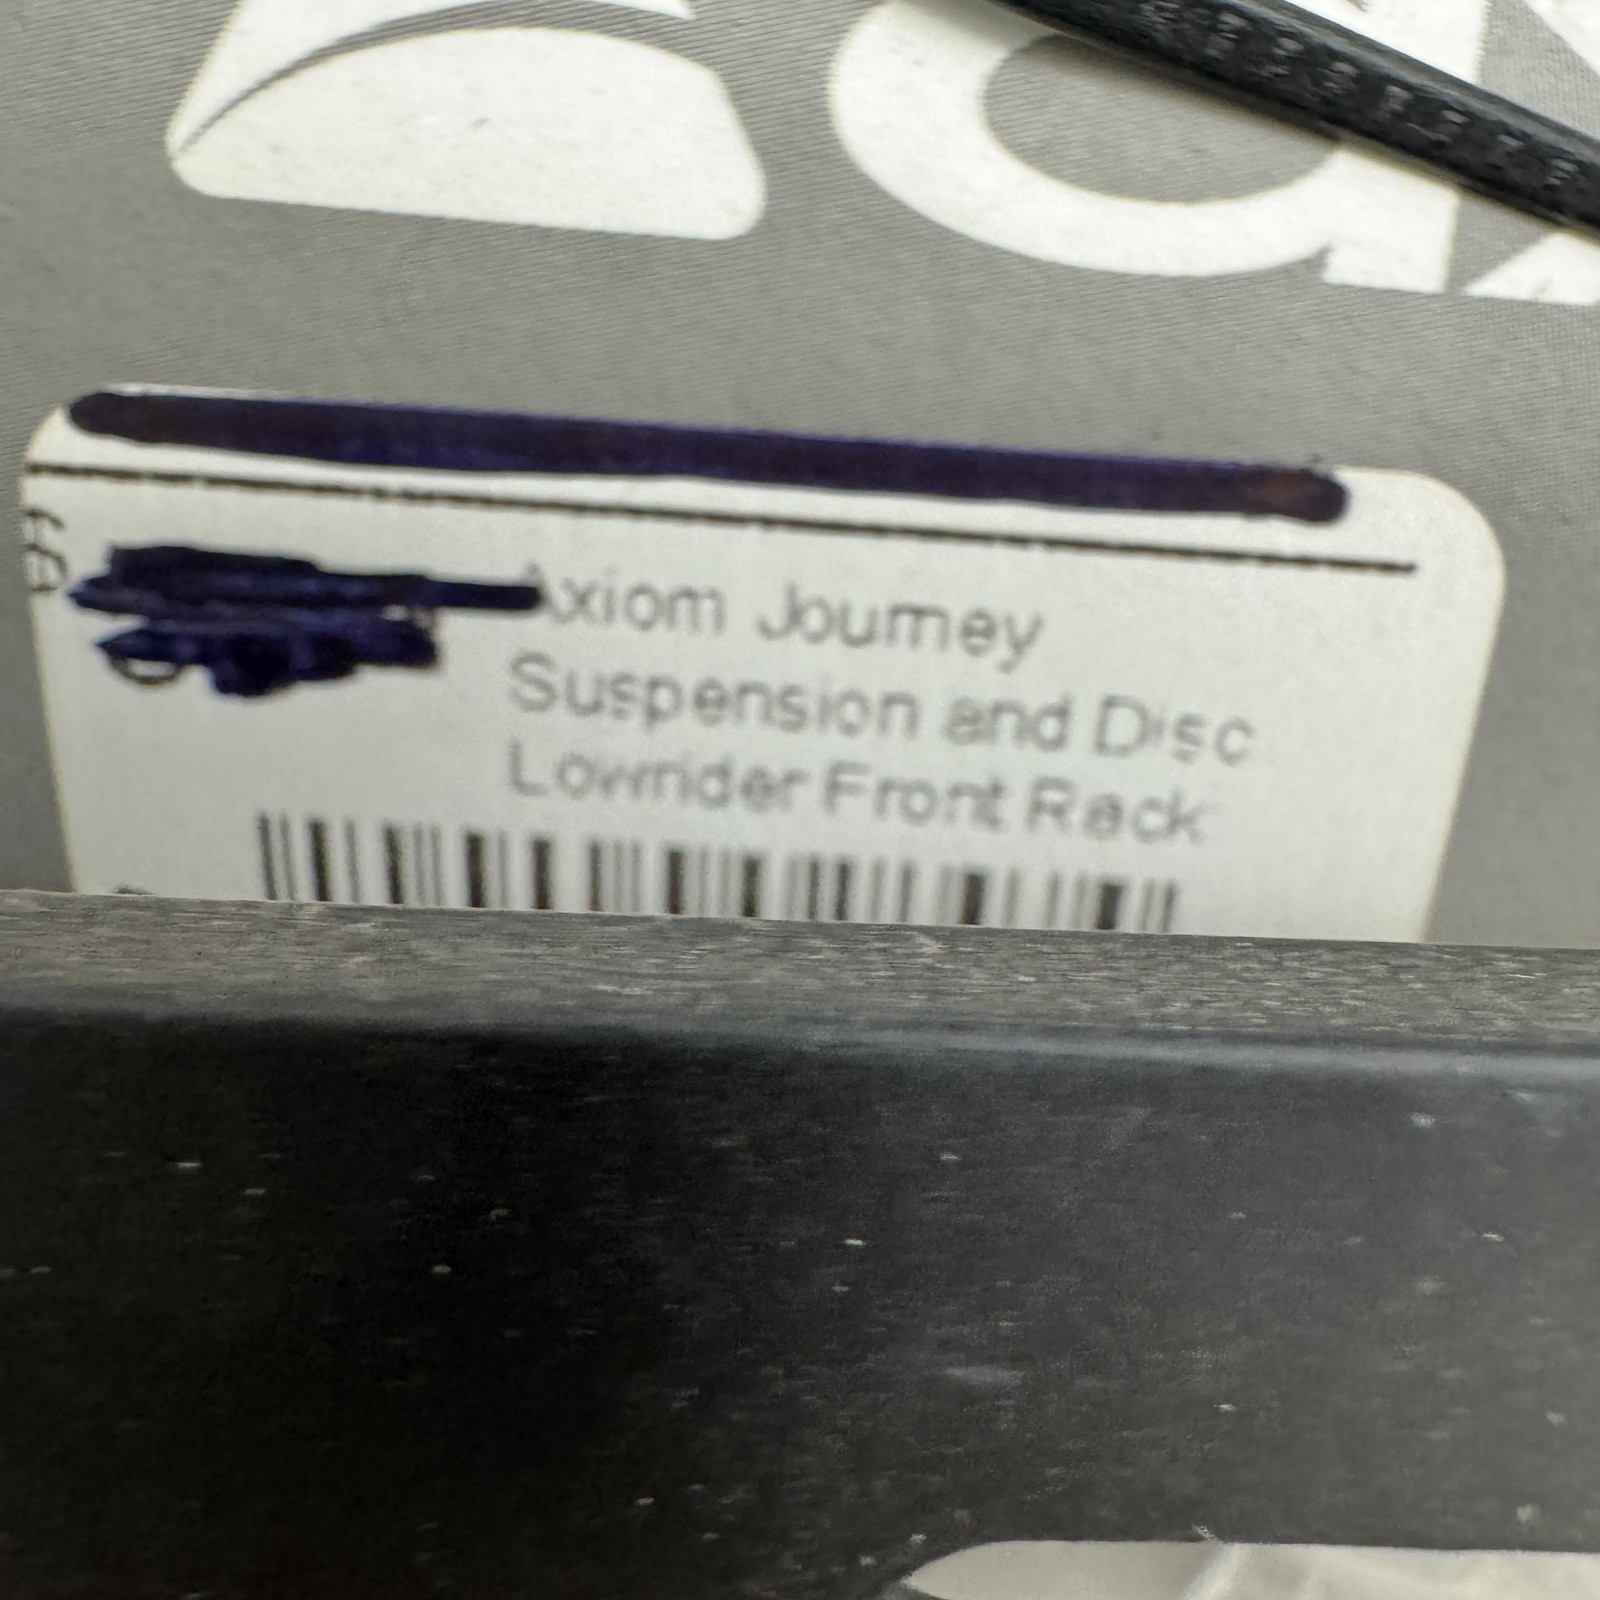 Axiom Journey
Suspension and Disc
Lowrider Front Rack